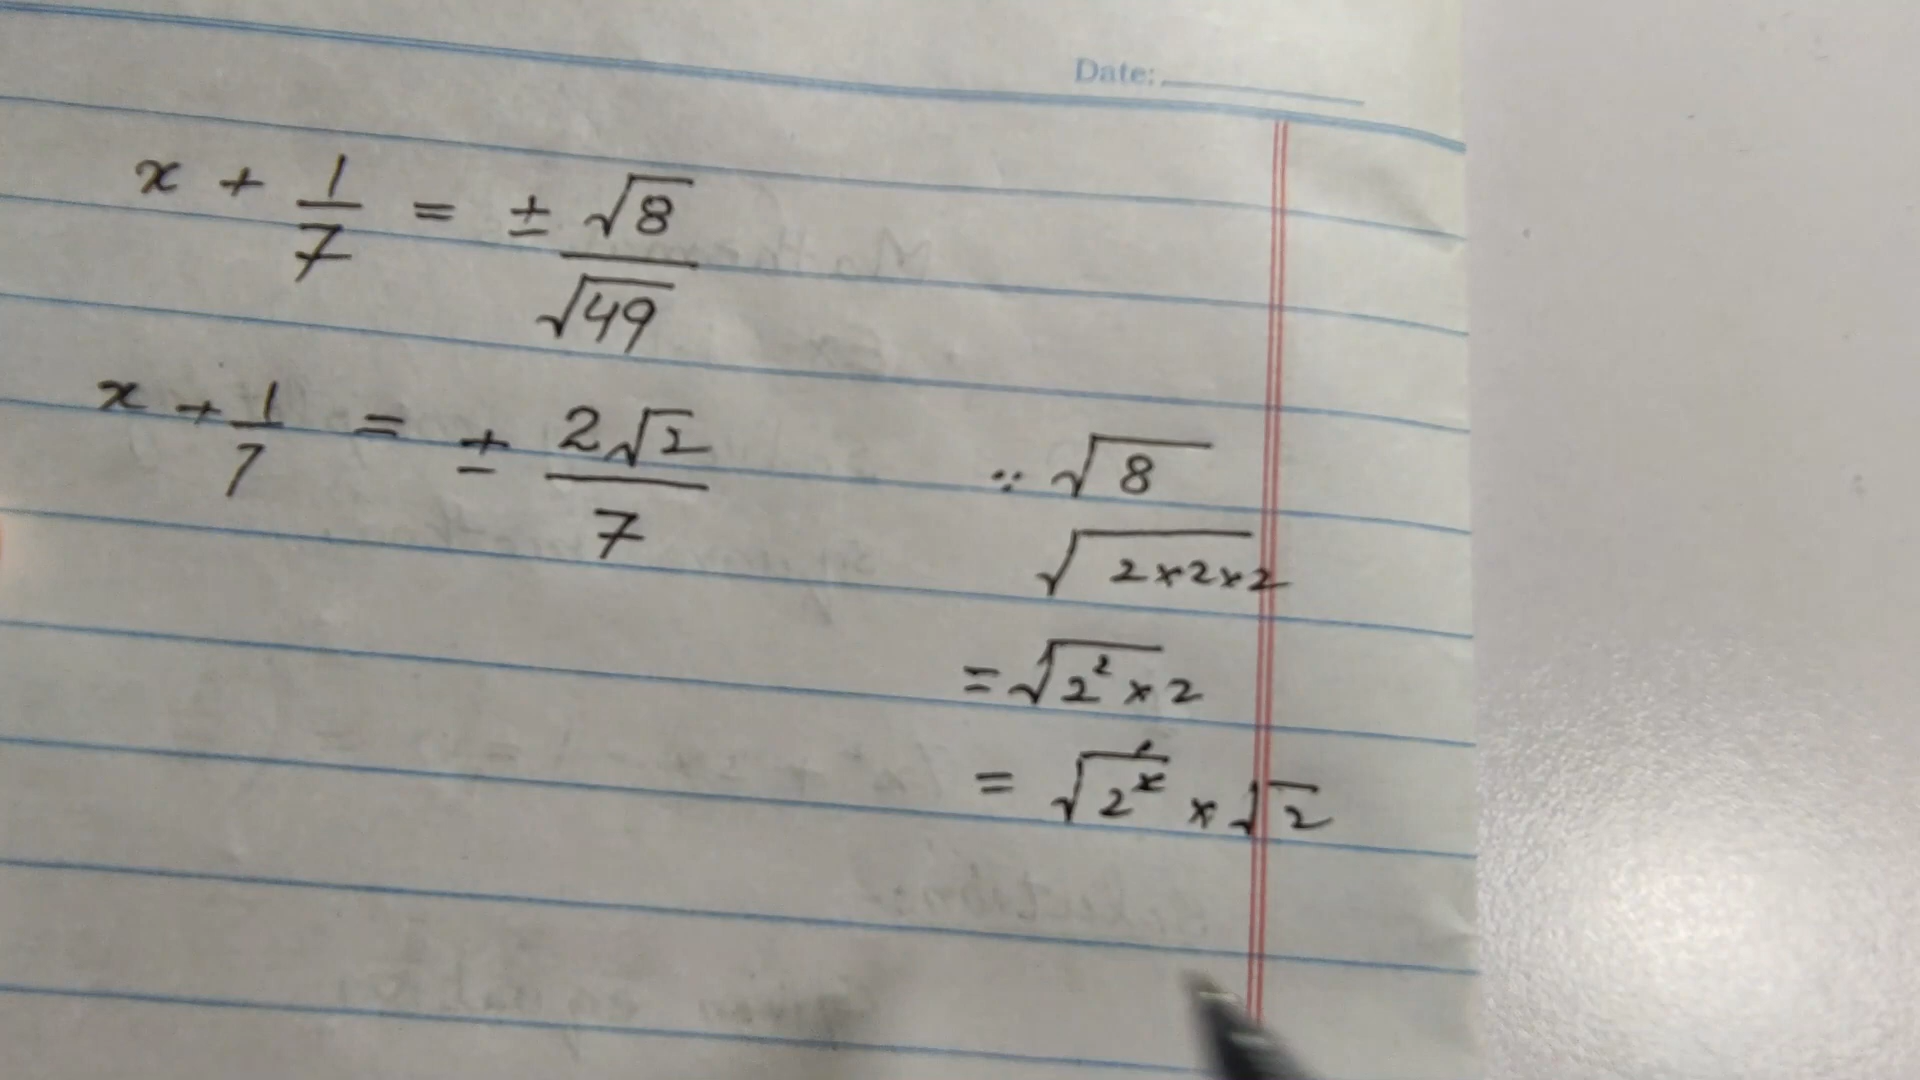 Date:
x + 1/7 = ± √8/√49
x + 1/7 = ± 2√2/7
∵ √8
√2×2×2
= √2²×2
= √2² × √2